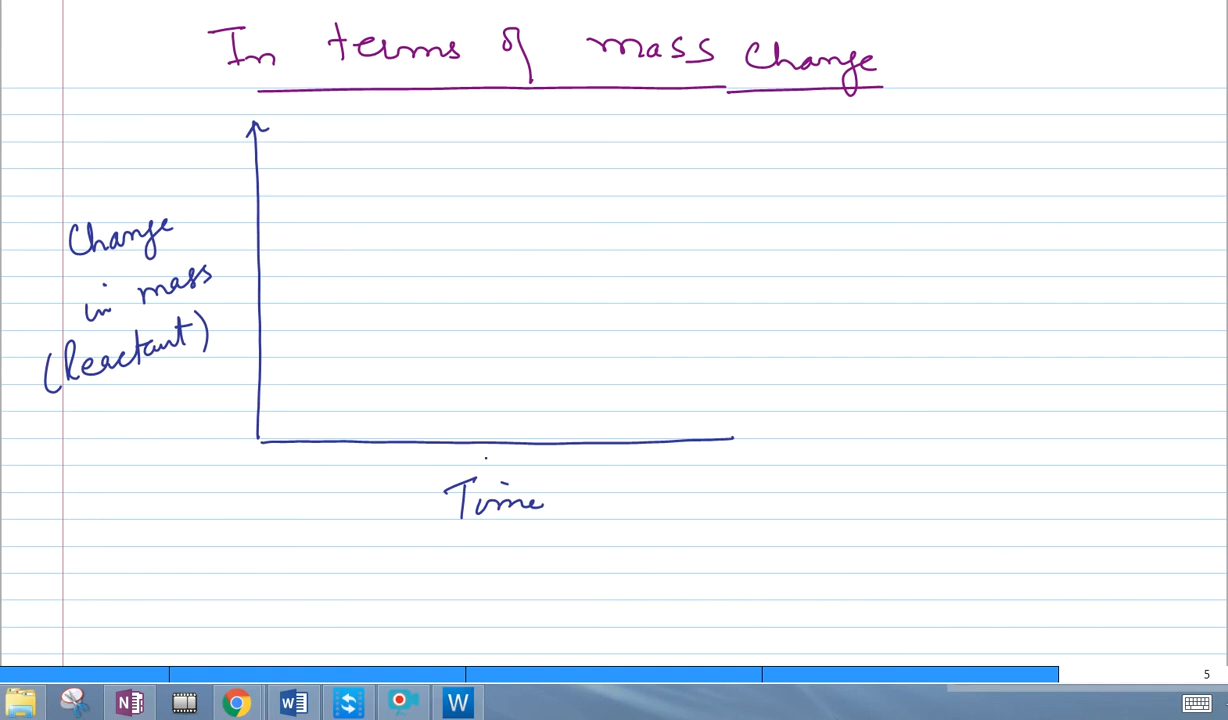 In terms of mass change
Change
in mass
(Reactant)
Time
5
N
W
W